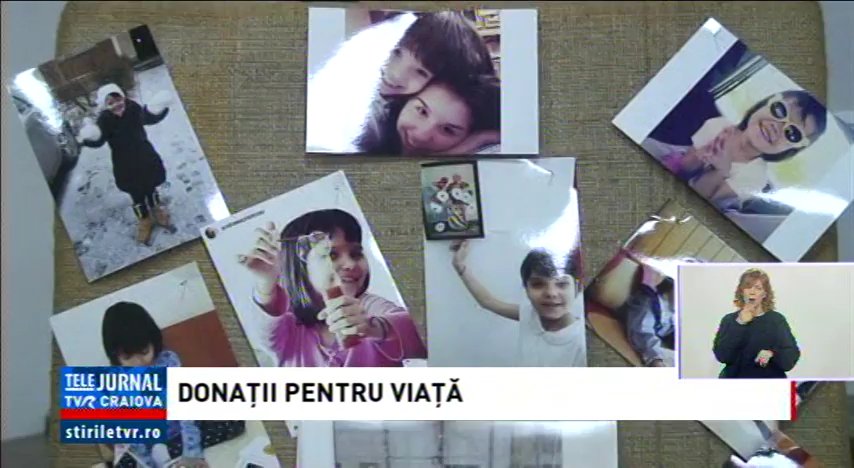 TELE JURNAL
TVR CRAIOVA
stiriletvr.ro
DONAȚII PENTRU VIAȚĂ